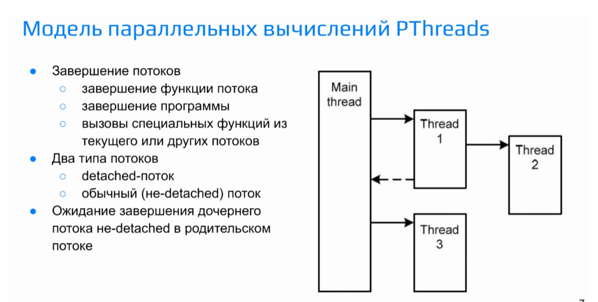 Модель параллельных вычислений PThreads
● Завершение потоков
○ завершение функции потока
○ завершение программы
○ вызовы специальных функций из
текущего или других потоков
● Два типа потоков
○ detached-поток
○ обычный (не-detached) поток
● Ожидание завершения дочернего
потока не-detached в родительском
потоке
Main
thread
Thread
1
Thread
2
Thread
3